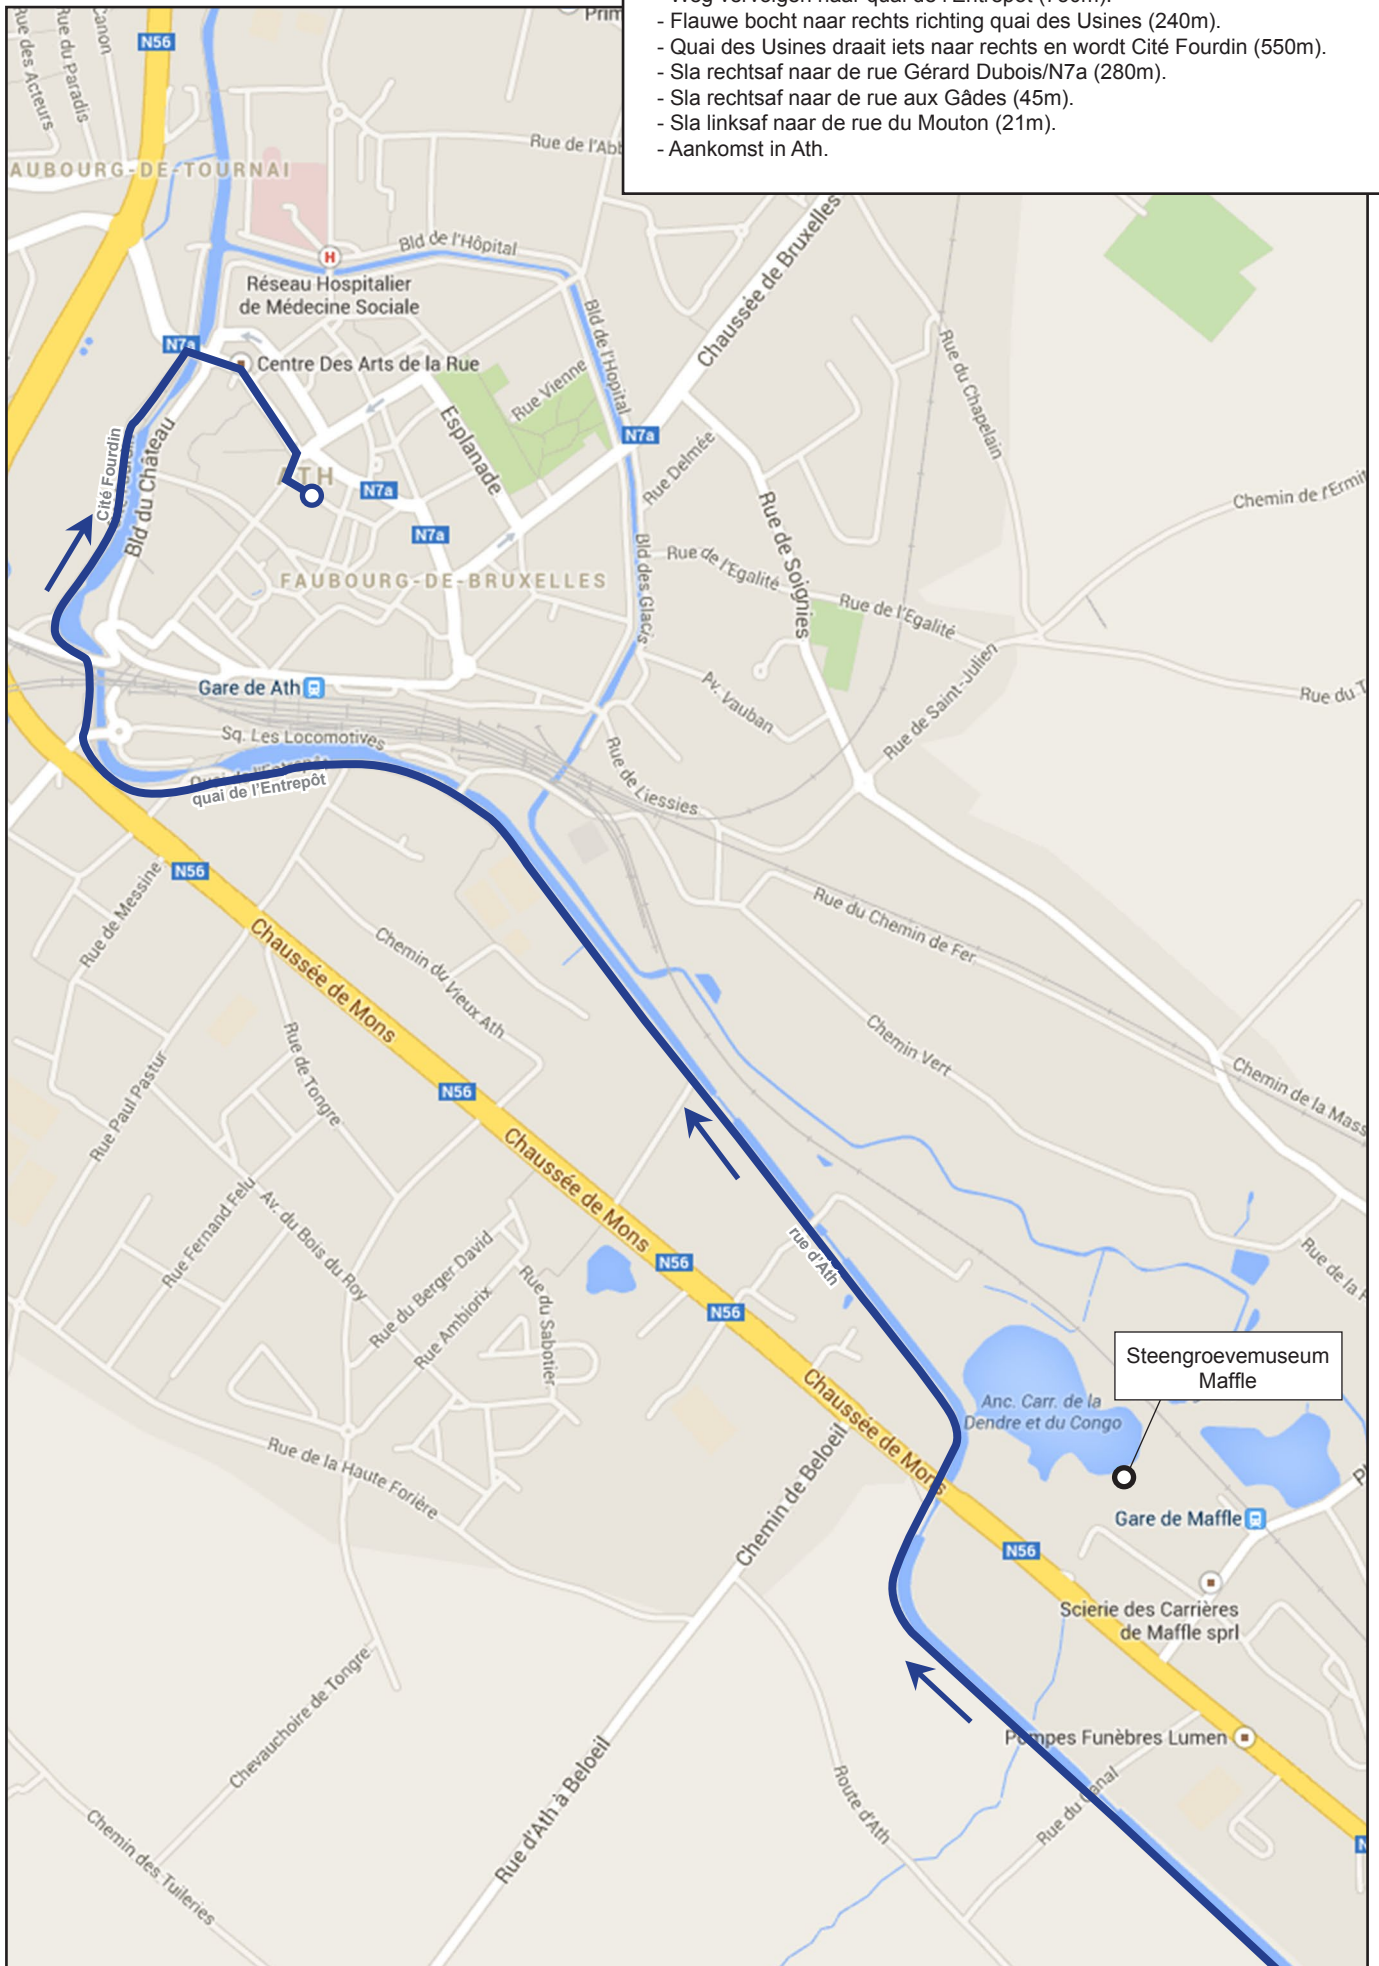 - Flauwe bocht naar rechts richting quai des Usines (240m).
- Quai des Usines draait iets naar rechts en wordt Cité Fourdin (550m).
- Sla rechtsaf naar de rue Gérard Dubois/N7a (280m).
- Sla rechtsaf naar de rue aux Gâdes (45m).
- Sla linksaf naar de rue du Mouton (21m).
- Aankomst in Ath.
Rue des Acteurs
Rue du Paradis
Canon
N56
Prim
Rue de l'Abb
AUBOURG-DE-TOURNAI
H
Bld de l'Hôpital
Réseau Hospitalier
de Médecine Sociale
Chaussée de Bruxelles
Bld de l'Hopital
N7a
Centre Des Arts de la Rue
Rue Vienne
Esplanade
Rue du Chapelain
Cité Fourdin
Bld du Château
ATH
N7a
N7a
N7a
Rue Delmée
Rue de Soignies
Chemin de l'Ermit
FAUBOURG-DE-BRUXELLES
Bld des Glacis
Rue de l'Egalité
Rue de l'Egalité
Rue de Saint-Julien
Rue du T
Gare de Ath
Av. Vauban
Sq. Les Locomotives
Quai de l'Entrepôt
quai de l'Entrepôt
Rue de Liessies
N56
Rue de Messine
Chaussée de Mons
Chemin du Vieux Ath
Rue du Chemin de Fer
Chemin Vert
Rue de Tongre
Rue Paul Pastur
N56
Chemin de la Mass
Chaussée de Mons
Rue Fernand Felu
Av. du Bois du Roy
Rue du Berger David
Rue Ambiorix
Rue du Sabotier
N56
N56
rue d'Ath
Rue de la
Steengroevemuseum
Maffle
Chaussée de Mons
Anc. Carr. de la
Dendre et du Congo
Rue de la Haute Forière
Chemin de Beloeil
Gare de Maffle
N56
Scierie des Carrières
de Maffle sprl
Chevauchoire de Tongre
Pompes Funèbres Lumen
Rue d'Ath à Beloeil
Route d'Ath
Rue du Canal
Chemin des Tuileries
N